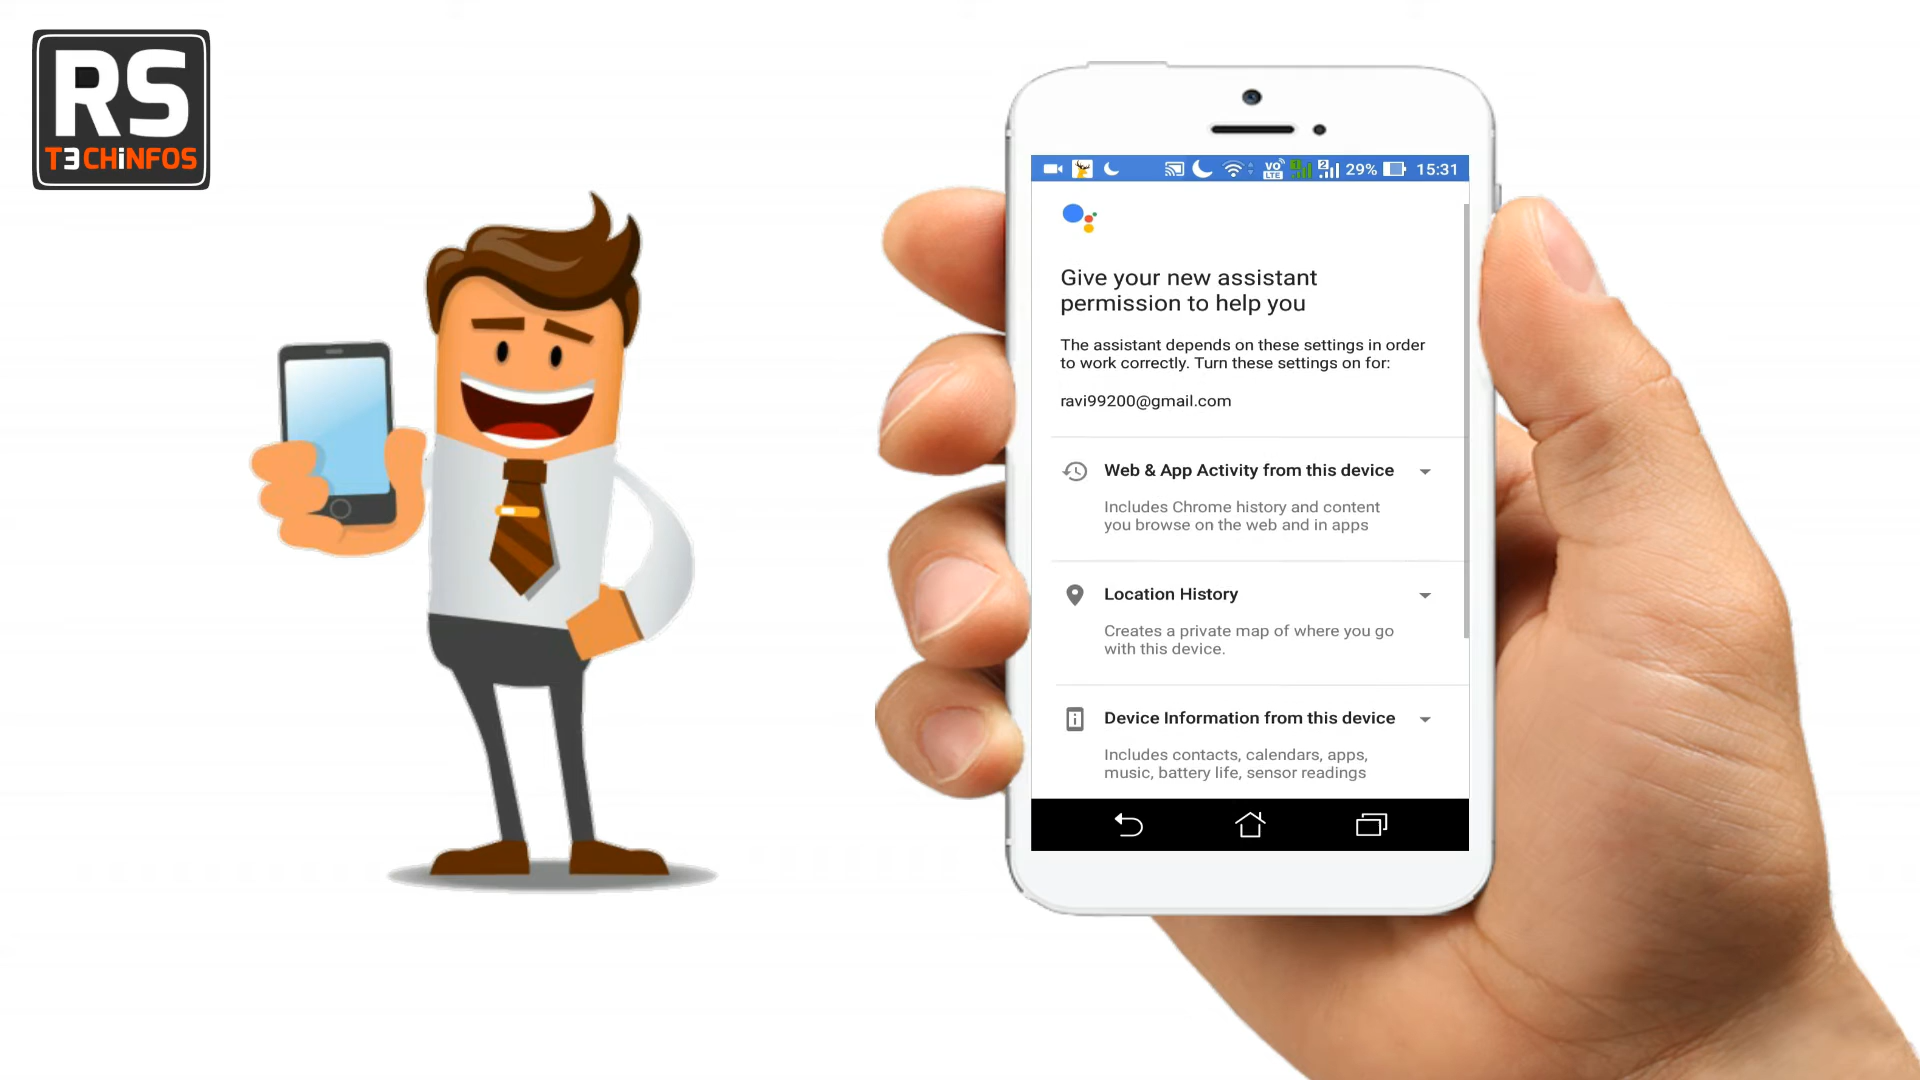 RS
T3CHiNFOS
VO LTE 1 2 29% 15:31
Give your new assistant
permission to help you
The assistant depends on these settings in order
to work correctly. Turn these settings on for:
ravi99200@gmail.com
Web & App Activity from this device
Includes Chrome history and content
you browse on the web and in apps
Location History
Creates a private map of where you go
with this device.
Device Information from this device
Includes contacts, calendars, apps,
music, battery life, sensor readings